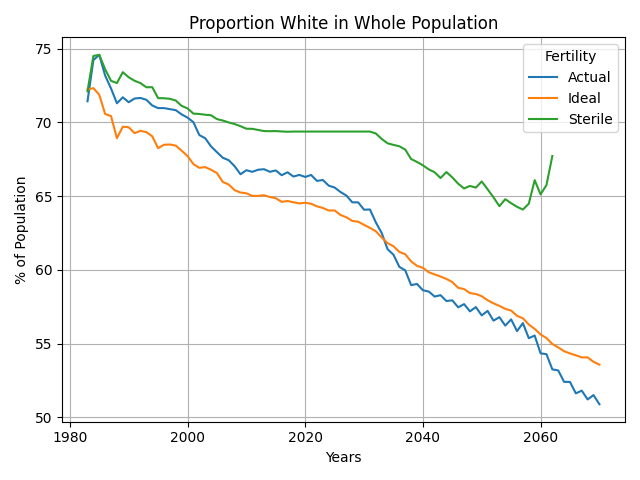 Proportion White in Whole Population
% of Population
75
70
65
60
55
50
Fertility
Actual
Ideal
Sterile
1980
2000
2020
2040
2060
Years